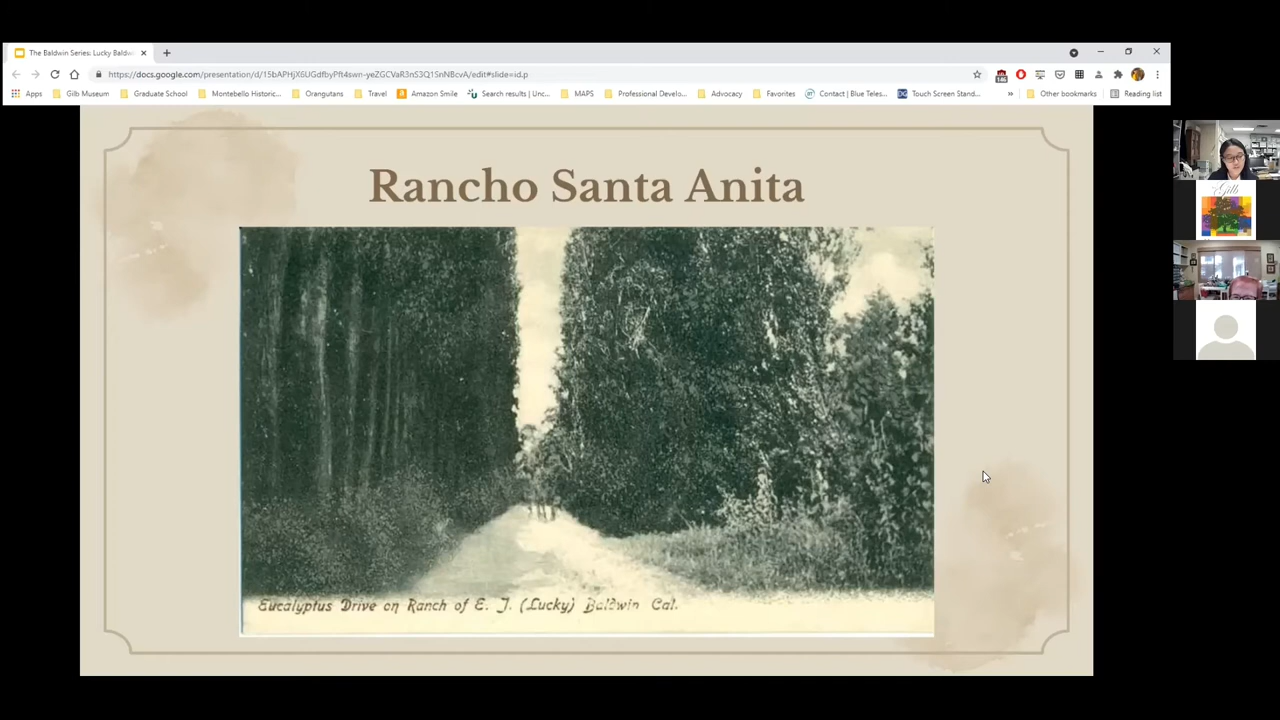 The Baldwin Series: Lucky Baldw
https://docs.google.com/presentation/d/15bAPHjX6UGdfbyPft4swn-yeZGCVaR3nS3Q1SnNBcvA/edit#slide=id.p
146
Apps Gilb Museum Graduate School Montebello Historic... Orangutans Travel Amazon Smile Search results | Unc... MAPS Professional Develo... Advocacy Favorites Contact | Blue Teles... Touch Screen Stand... » Other bookmarks Reading list
Rancho Santa Anita
Gilb
Eucalyptus Drive on Ranch of E. J. (Lucky) Baldwin Cal.